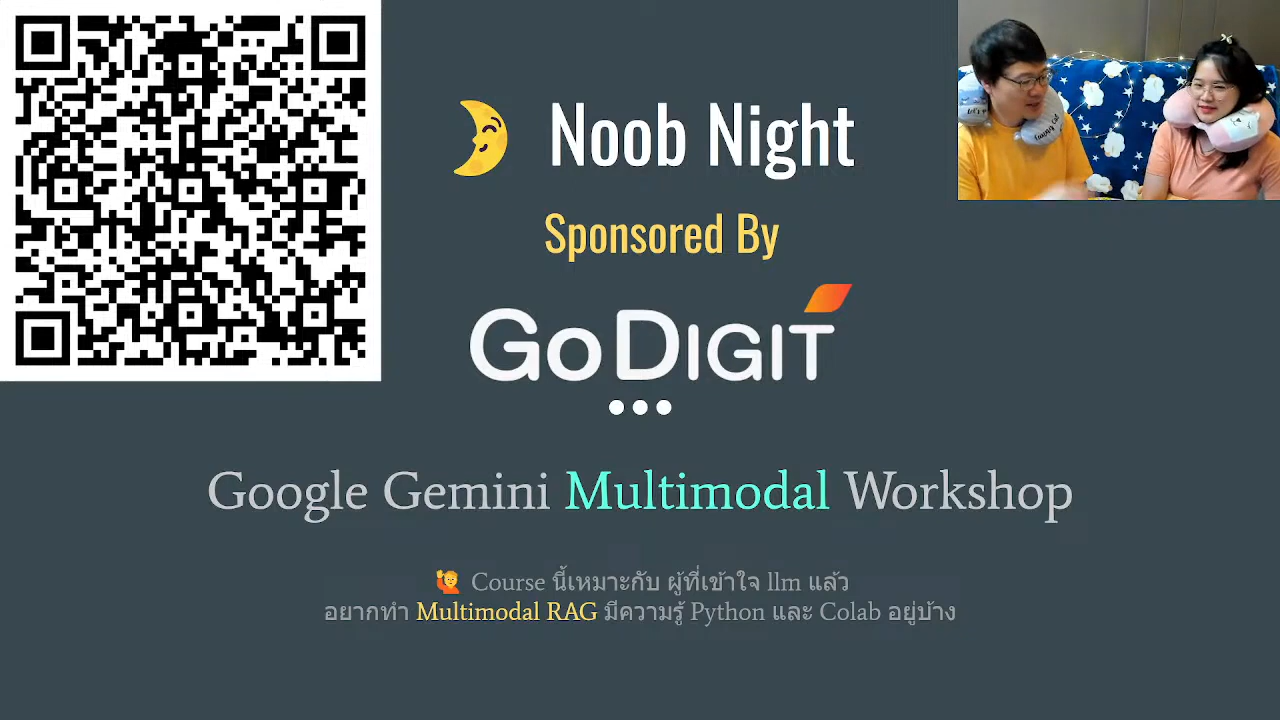 Noob Night
Sponsored By
GoDIGIT
Google Gemini Multimodal Workshop
🙋 Course นี้เหมาะกับ ผู้ที่เข้าใจ llm แล้ว
อยากทำ Multimodal RAG มีความรู้ Python และ Colab อยู่บ้าง